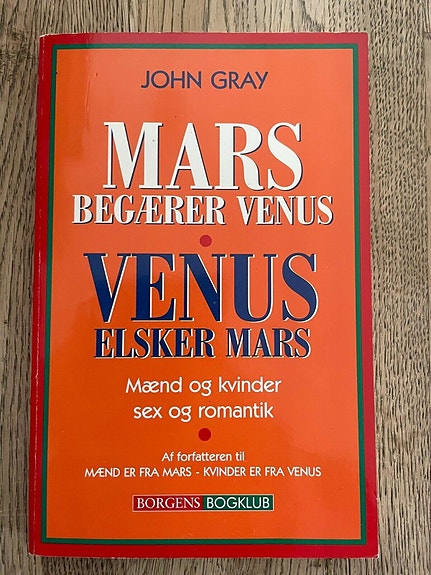 JOHN GRAY
MARS
BEGÆRER VENUS
VENUS
ELSKER MARS
Mænd og kvinder
sex og romantik
Af forfatteren til
MÆND ER FRA MARS - KVINDER ER FRA VENUS
BORGENS BOGKLUB